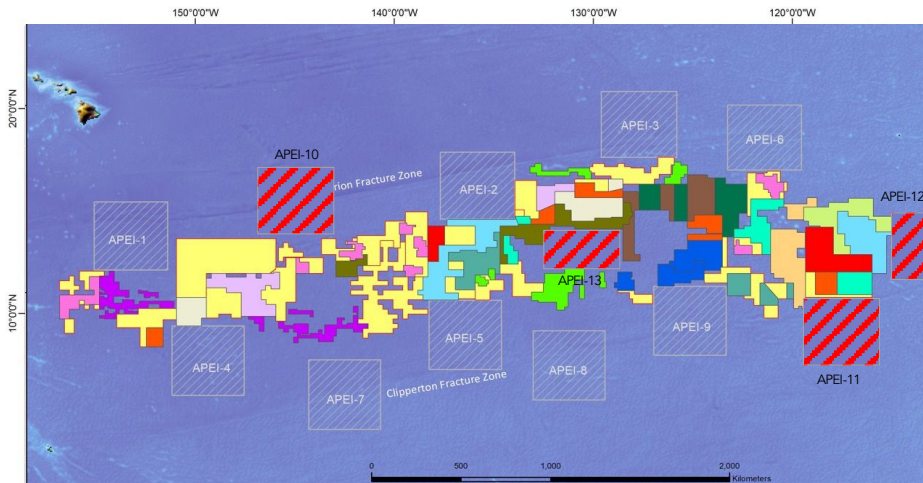 150°0'0"W 140°0'0"W 130°0'0"W 120°0'0"W
20°0'0"N
10°0'0"N
APEI-3
APEI-6
APEI-10
rion Fracture Zone
APEI-2
APEI-12
APEI-1
APEI-13
APEI-9
APEI-5
APEI-4
APEI-8
APEI-11
Clipperton Fracture Zone
APEI-7
0 500 1,000 2,000
Kilometers